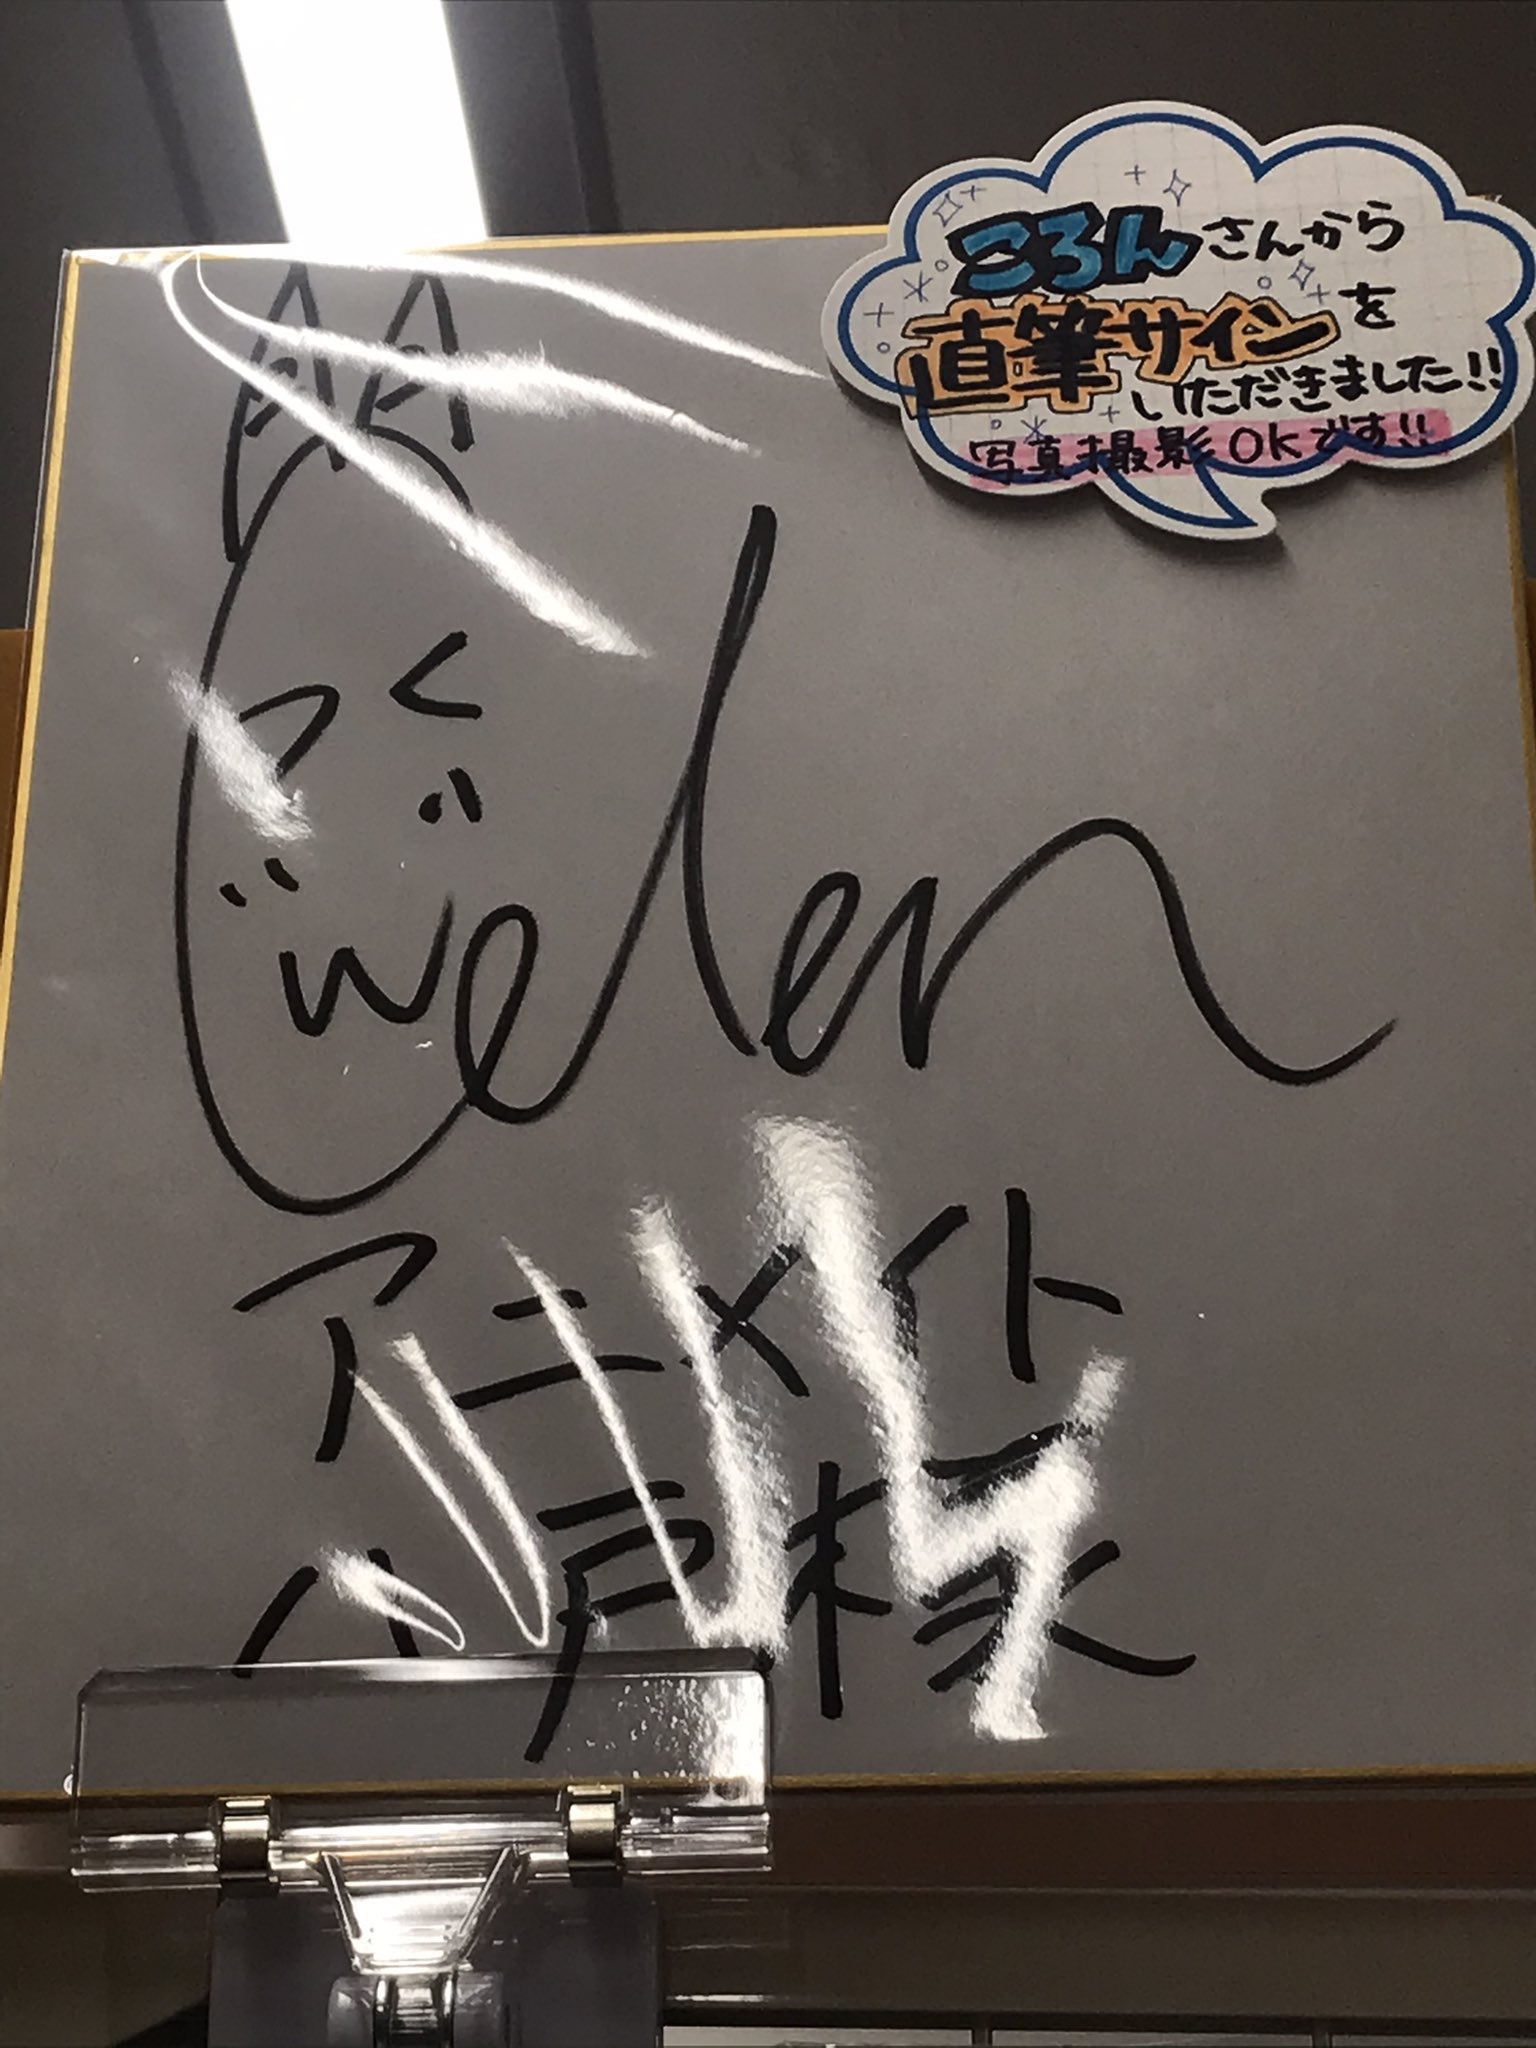 ころんさんから
直筆サインを
いただきました!!
写真撮影OKです!!
アニメイト
八戸様